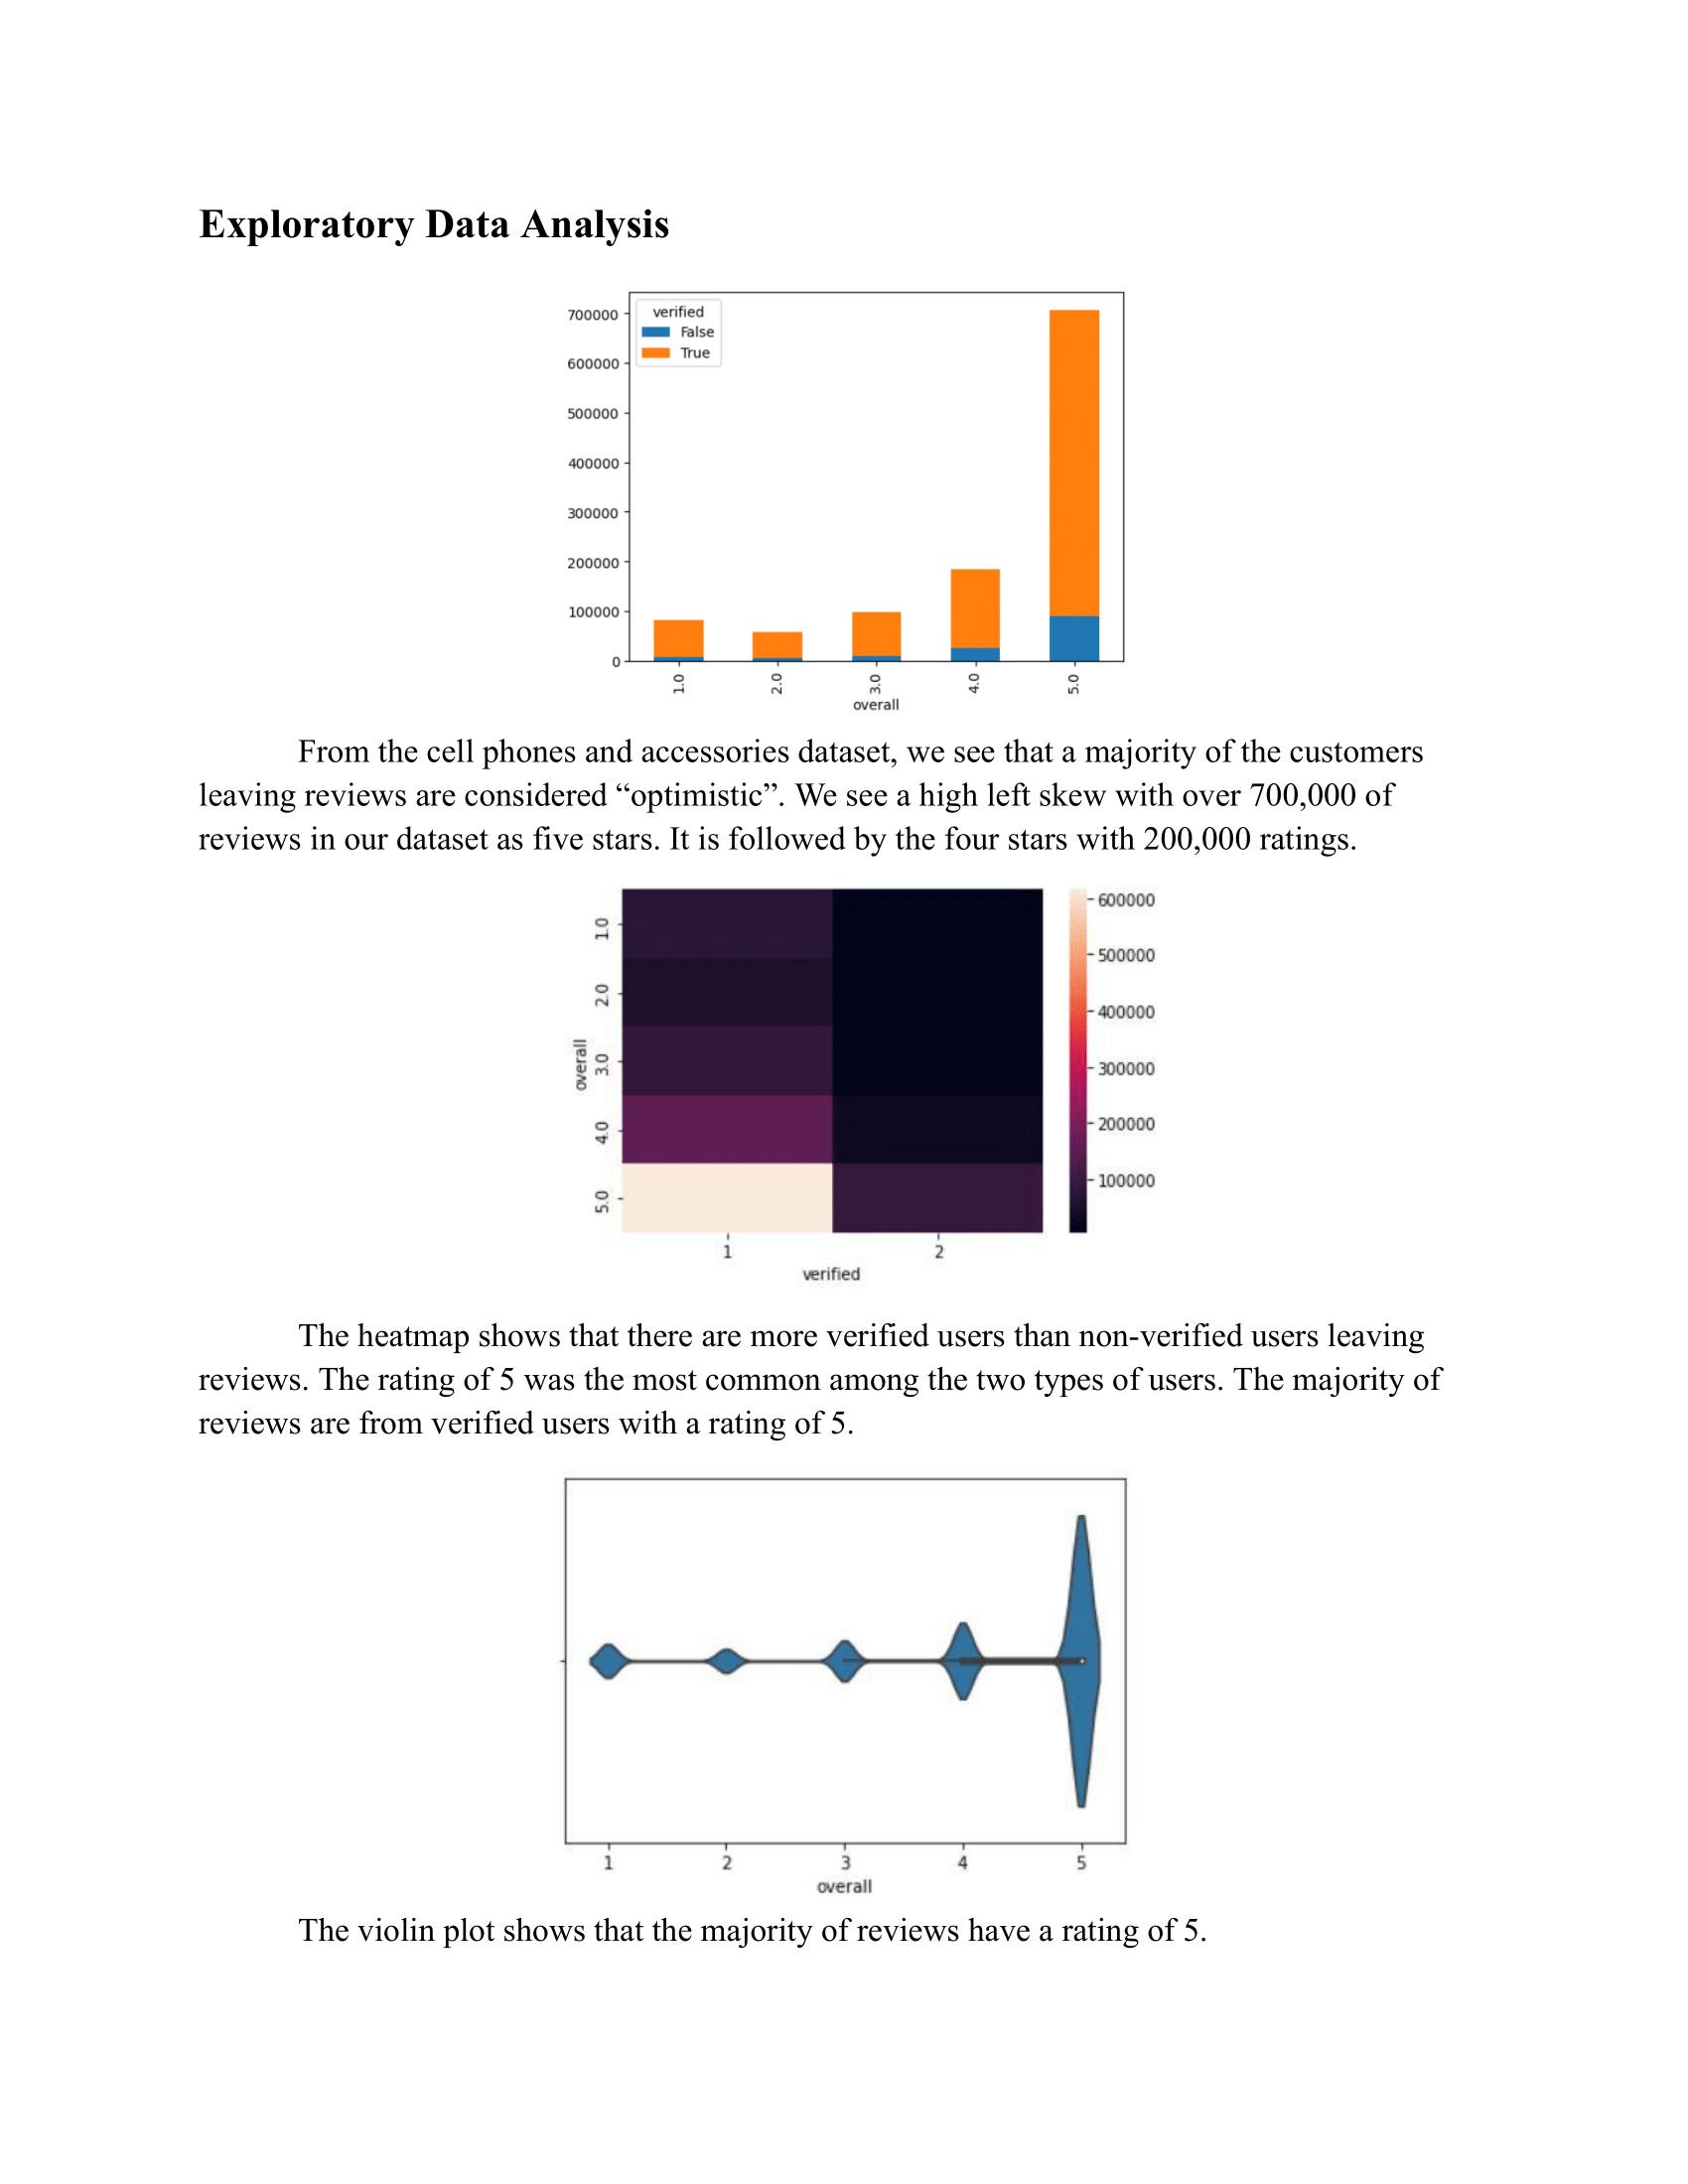 Exploratory Data Analysis
700000
600000
500000
400000
300000
200000
100000
0
verified
False
True
1.0
2.0
3.0
4.0
5.0
overall
From the cell phones and accessories dataset, we see that a majority of the customers
leaving reviews are considered “optimistic”. We see a high left skew with over 700,000 of
reviews in our dataset as five stars. It is followed by the four stars with 200,000 ratings.
overall
1.0
2.0
3.0
4.0
5.0
1
2
verified
600000
500000
400000
300000
200000
100000
The heatmap shows that there are more verified users than non-verified users leaving
reviews. The rating of 5 was the most common among the two types of users. The majority of
reviews are from verified users with a rating of 5.
1
2
3
4
5
overall
The violin plot shows that the majority of reviews have a rating of 5.